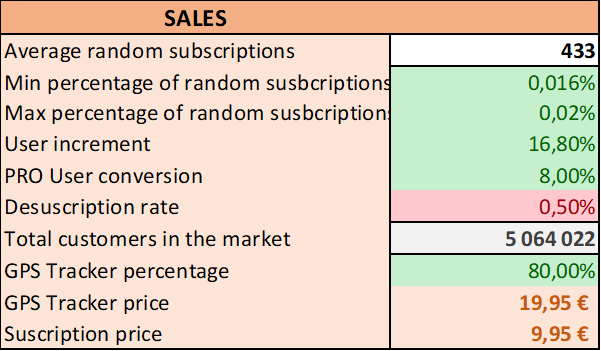 SALES
Average random subscriptions 433
Min percentage of random susbcriptions 0,016%
Max percentage of random susbcriptions 0,02%
User increment 16,80%
PRO User conversion 8,00%
Desuscription rate 0,50%
Total customers in the market 5 064 022
GPS Tracker percentage 80,00%
GPS Tracker price 19,95 €
Suscription price 9,95 €